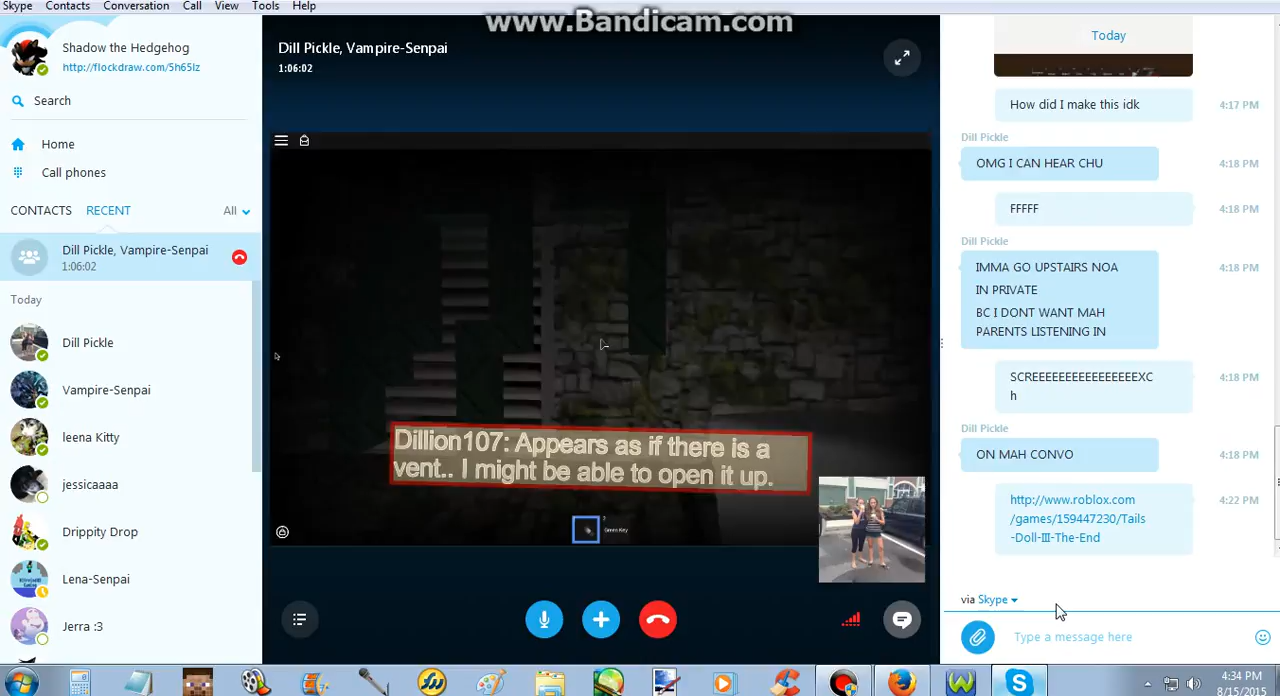 www.Bandicam.com
Skype Contacts Conversation Call View Tools Help
Shadow the Hedgehog
http://flockdraw.com/5h65lz
Search
Home
Call phones
CONTACTS RECENT All
Dill Pickle, Vampire-Senpai
1:06:02
Today
Dill Pickle
Vampire-Senpai
leena Kitty
jessicaaaa
Drippity Drop
Lena-Senpai
Jerra :3
Dill Pickle, Vampire-Senpai
1:06:02
Dillion107: Appears as if there is a
vent.. I might be able to open it up.
Green Key
Today
How did I make this idk 4:17 PM
Dill Pickle
OMG I CAN HEAR CHU 4:18 PM
FFFFF 4:18 PM
Dill Pickle
IMMA GO UPSTAIRS NOA 4:18 PM
IN PRIVATE
BC I DONT WANT MAH
PARENTS LISTENING IN
SCREEEEEEEEEEEEEEEEXC 4:18 PM
h
Dill Pickle
ON MAH CONVO 4:18 PM
http://www.roblox.com 4:22 PM
/games/159447230/Tails
-Doll-III-The-End
via Skype
Type a message here
4:34 PM
8/15/2015